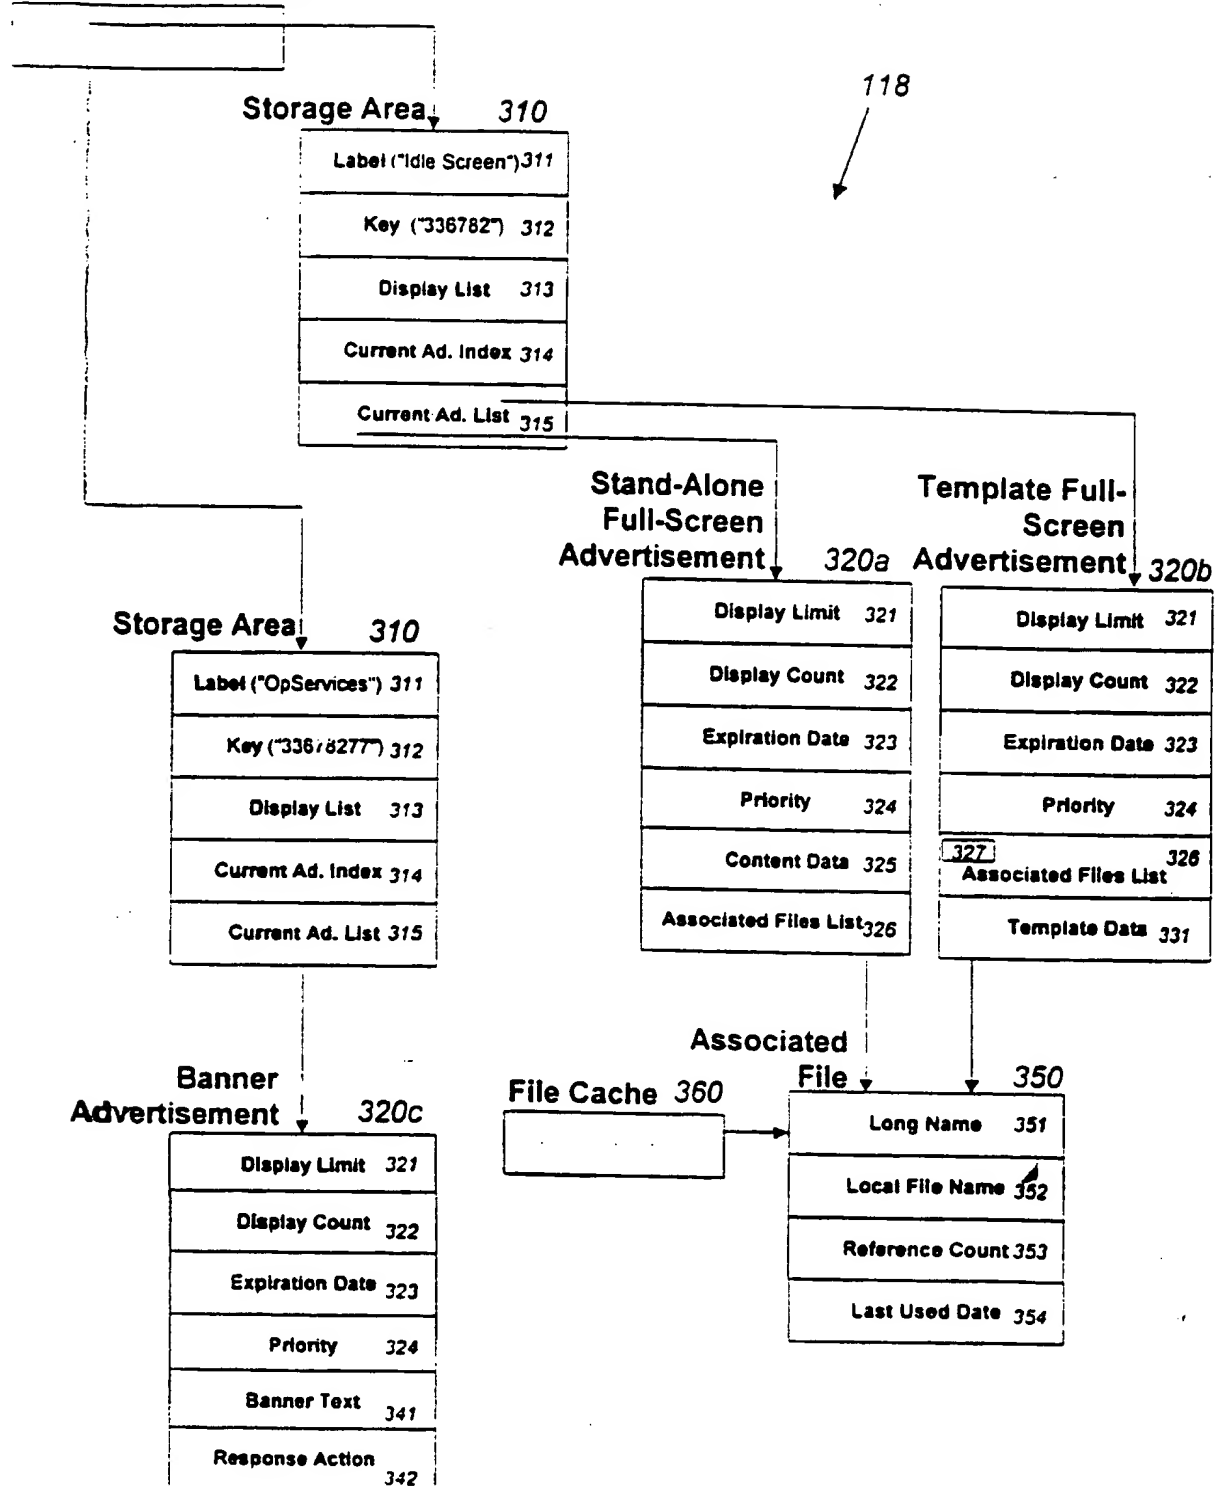 118
Storage Area 310
Label ("Idle Screen") 311
Key ("336782") 312
Display List 313
Current Ad. Index 314
Current Ad. List 315
Stand-Alone
Full-Screen
Advertisement 320a
Display Limit 321
Display Count 322
Expiration Date 323
Priority 324
Content Data 325
Associated Files List 326
Template Full-
Screen
Advertisement 320b
Display Limit 321
Display Count 322
Expiration Date 323
Priority 324
327 326
Associated Files List
Template Data 331
Storage Area 310
Label ("OpServices") 311
Key ("33678277") 312
Display List 313
Current Ad. Index 314
Current Ad. List 315
Banner
Advertisement 320c
Display Limit 321
Display Count 322
Expiration Date 323
Priority 324
Banner Text 341
Response Action
342
File Cache 360
Associated
File 350
Long Name 351
Local File Name 352
Reference Count 353
Last Used Date 354